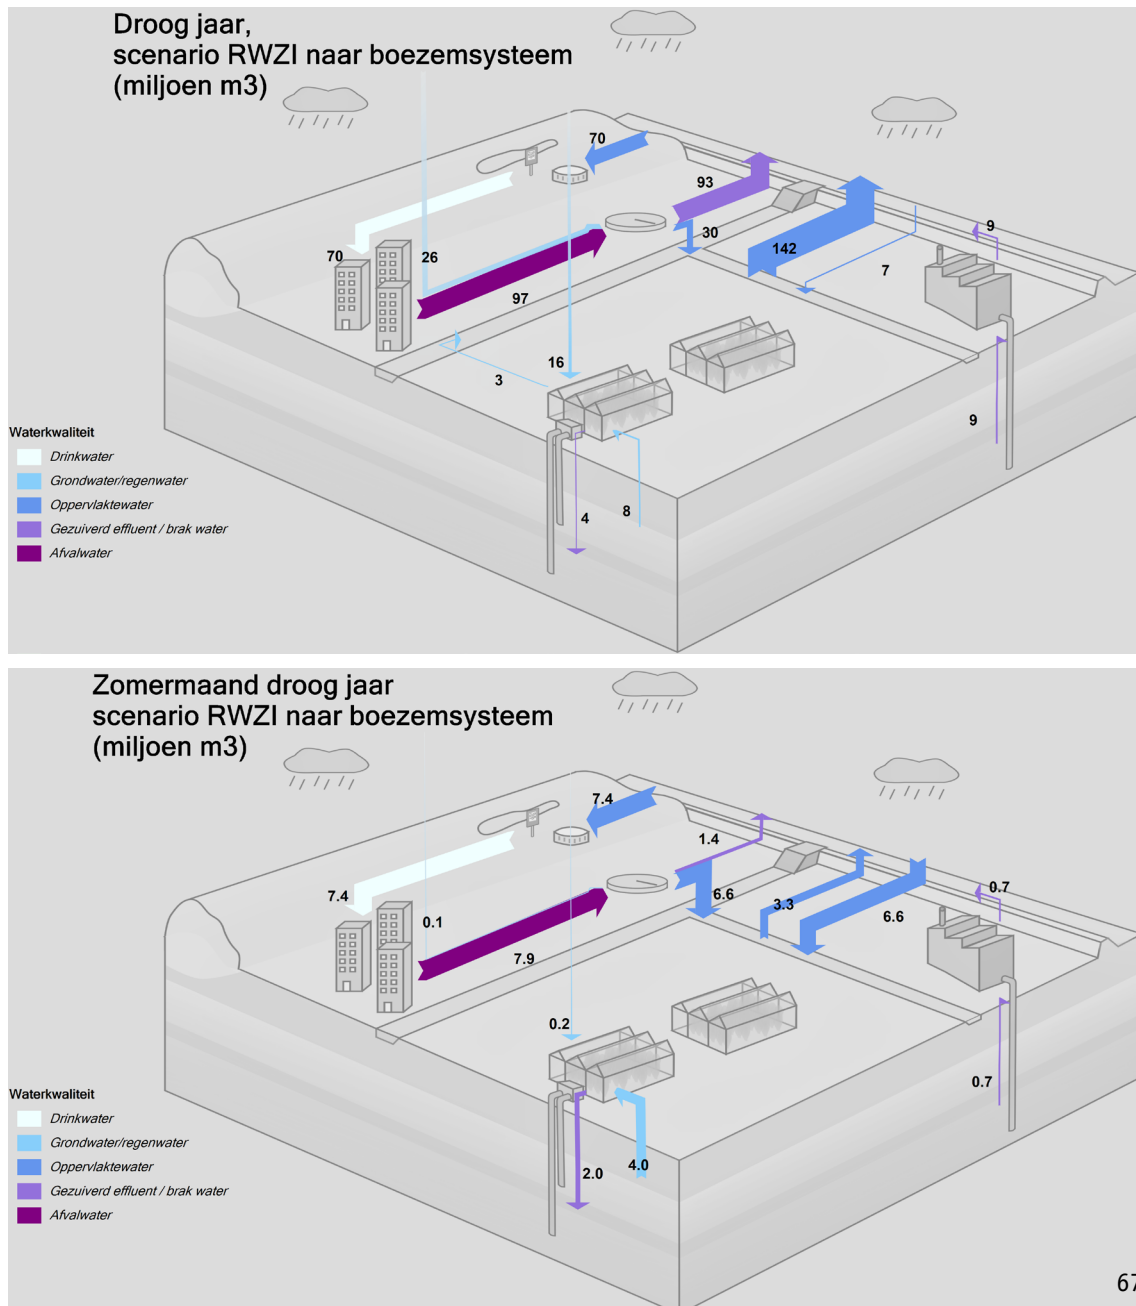 Droog jaar,
scenario RWZI naar boezemsysteem
(miljoen m3)
70
93
30
142
9
70
26
7
97
16
3
9
4
8
Waterkwaliteit
Drinkwater
Grondwater/regenwater
Oppervlaktewater
Gezuiverd effluent / brak water
Afvalwater
Zomermaand droog jaar
scenario RWZI naar boezemsysteem
(miljoen m3)
7.4
1.4
6.6
3.3
0.7
7.4
0.1
6.6
7.9
0.2
0.7
2.0
4.0
Waterkwaliteit
Drinkwater
Grondwater/regenwater
Oppervlaktewater
Gezuiverd effluent / brak water
Afvalwater
67